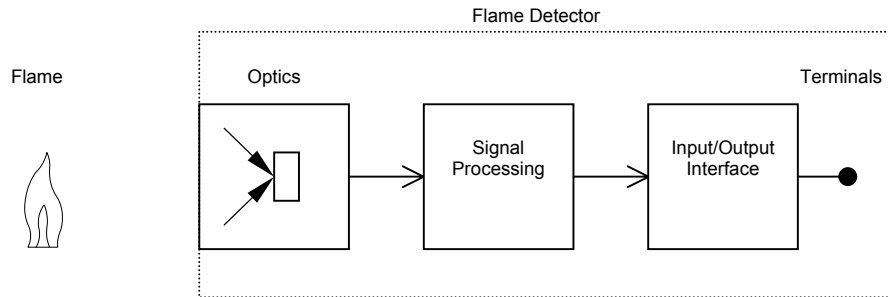 Flame Detector
Flame
Optics
Terminals
Signal
Processing
Input/Output
Interface